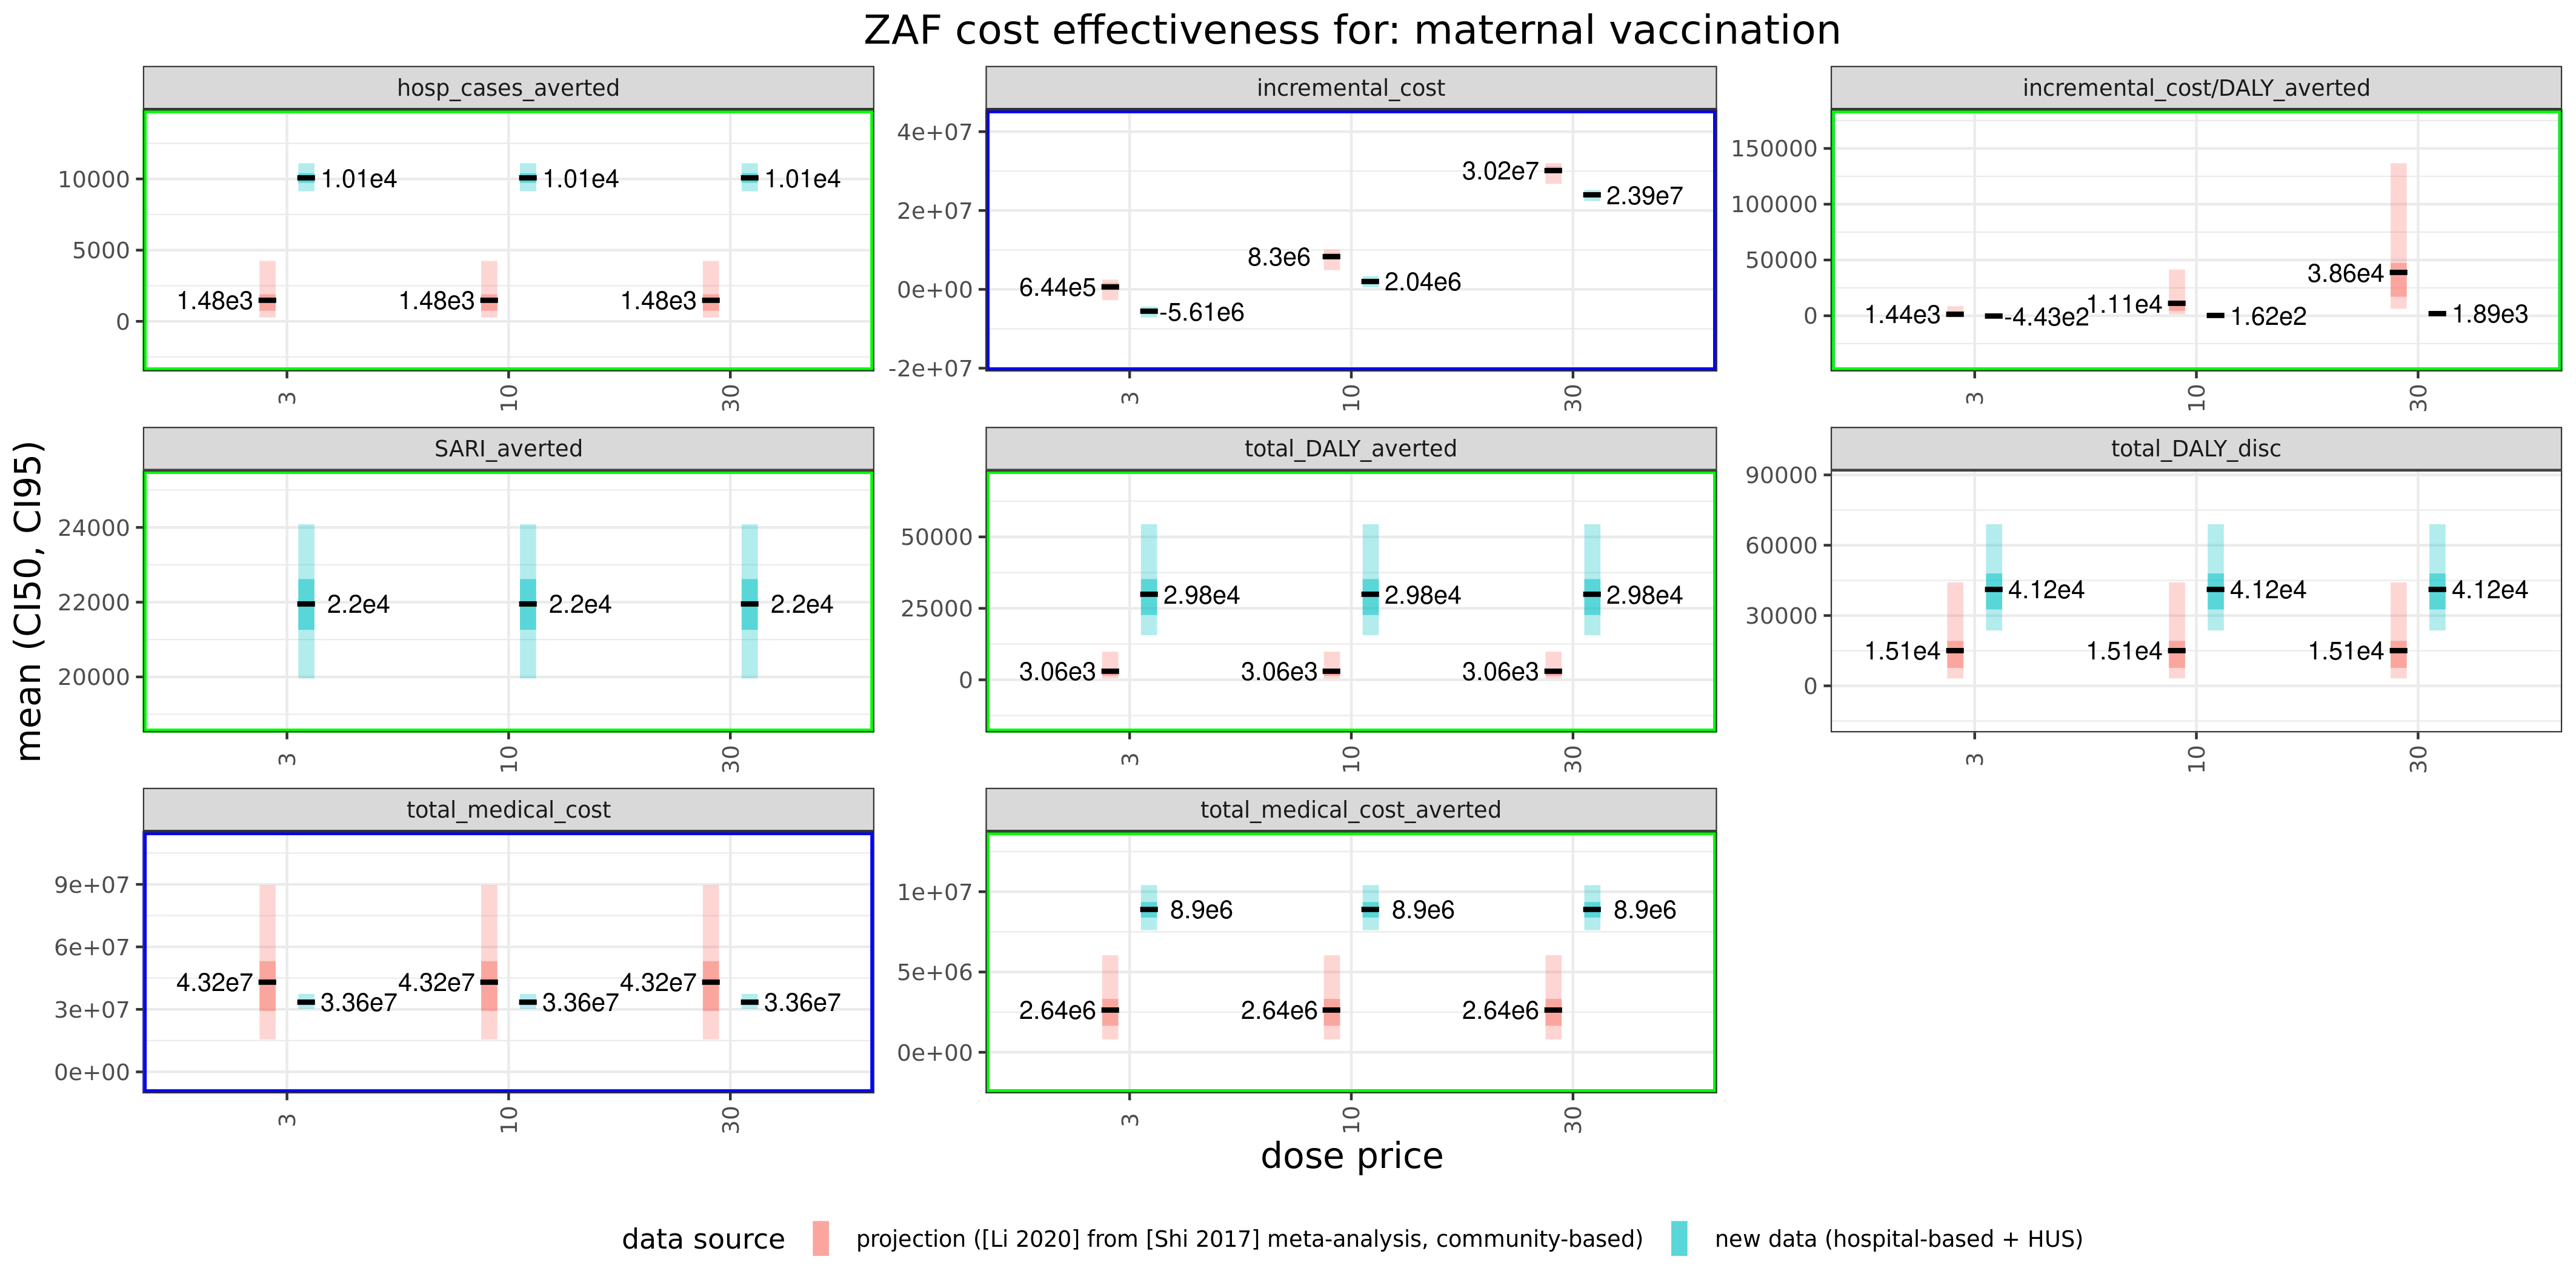 ZAF cost effectiveness for: maternal vaccination
hosp_cases_averted
incremental_cost
incremental_cost/DALY_averted
10000
5000
0
1.01e4 1.01e4 1.01e4
1.48e3 1.48e3 1.48e3
3 10 30
4e+07
2e+07
0e+00
-2e+07
3.02e7
2.39e7
8.3e6
2.04e6
6.44e5
-5.61e6
3 10 30
150000
100000
50000
0
3.86e4
1.44e3 -4.43e2 1.11e4 1.62e2 1.89e3
3 10 30
mean (CI50, CI95)
SARI_averted
total_DALY_averted
total_DALY_disc
24000
22000
20000
2.2e4 2.2e4 2.2e4
3 10 30
50000
25000
0
2.98e4 2.98e4 2.98e4
3.06e3 3.06e3 3.06e3
3 10 30
90000
60000
30000
0
4.12e4 4.12e4 4.12e4
1.51e4 1.51e4 1.51e4
3 10 30
total_medical_cost
total_medical_cost_averted
9e+07
6e+07
3e+07
0e+00
4.32e7 4.32e7 4.32e7
3.36e7 3.36e7 3.36e7
3 10 30
1e+07
5e+06
0e+00
8.9e6 8.9e6 8.9e6
2.64e6 2.64e6 2.64e6
3 10 30
dose price
data source projection ([Li 2020] from [Shi 2017] meta-analysis, community-based) new data (hospital-based + HUS)